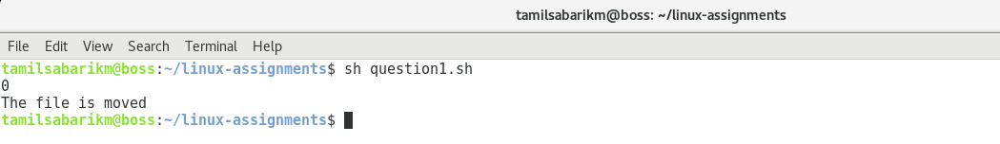 tamilsabarikm@boss: ~/linux-assignments
File Edit View Search Terminal Help
tamilsabarikm@boss:~/linux-assignments$ sh question1.sh
0
The file is moved
tamilsabarikm@boss:~/linux-assignments$